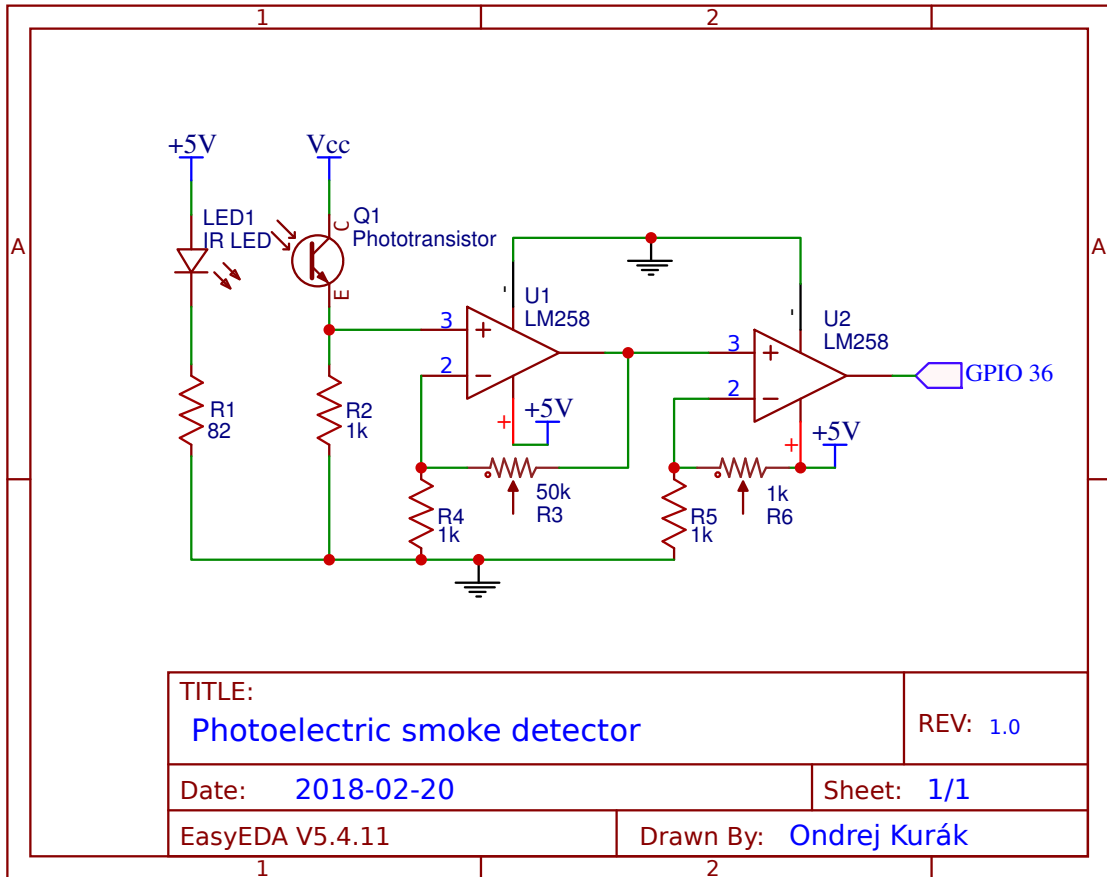 1
2
A
A
+5V
Vcc
LED1
IR LED
C
Q1
Phototransistor
E
-
U1
LM258
-
U2
LM258
3
+
2
−
3
+
2
−
GPIO 36
+
+5V
+
+5V
R1
82
R2
1k
50k
R3
1k
R6
R4
1k
R5
1k
TITLE:
Photoelectric smoke detector
REV: 1.0
Date: 2018-02-20
Sheet: 1/1
EasyEDA V5.4.11
Drawn By: Ondrej Kurák
1
2